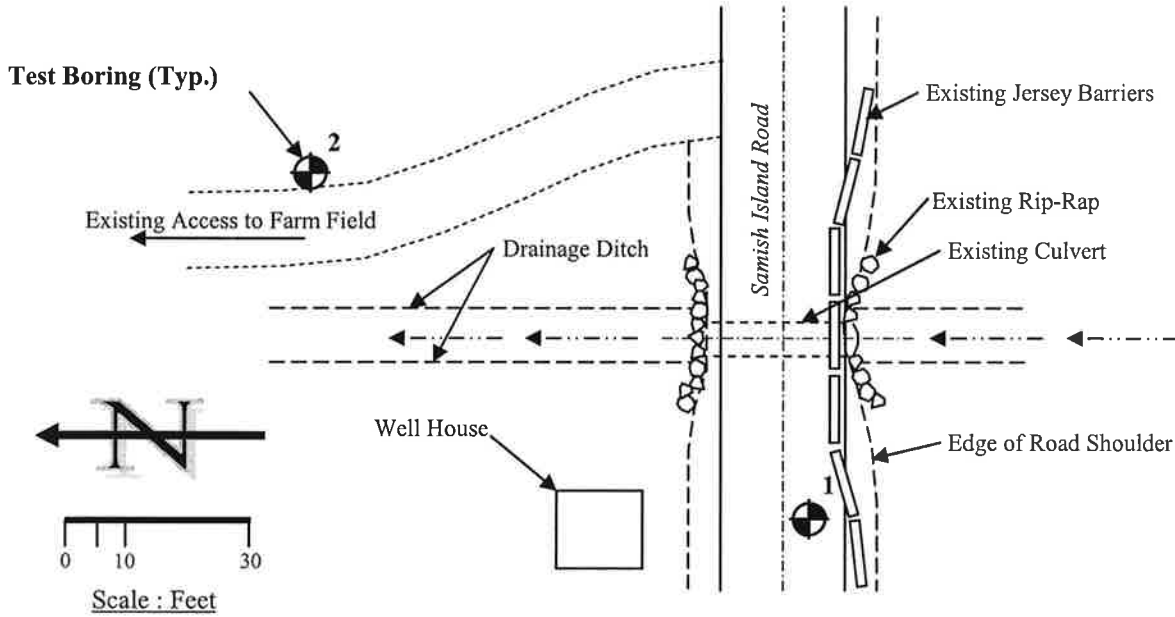 Test Boring (Typ.)
2
Existing Access to Farm Field
Drainage Ditch
Samish Island Road
Existing Jersey Barriers
Existing Rip-Rap
Existing Culvert
N
Well House
Edge of Road Shoulder
1
0 10 30
Scale : Feet